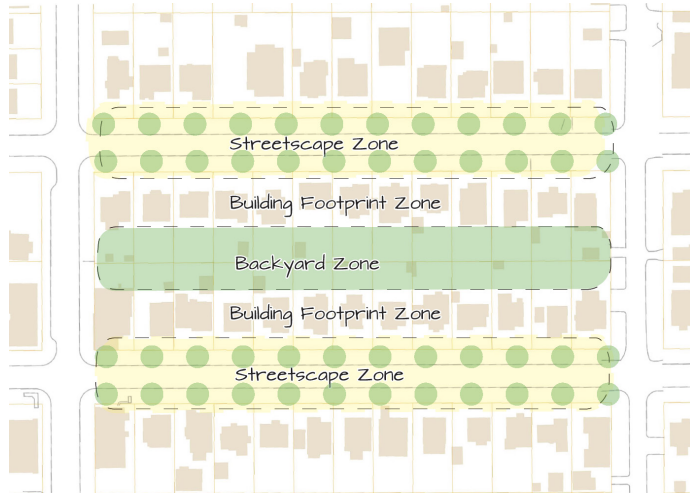 Streetscape Zone
Building Footprint Zone
Backyard Zone
Building Footprint Zone
Streetscape Zone